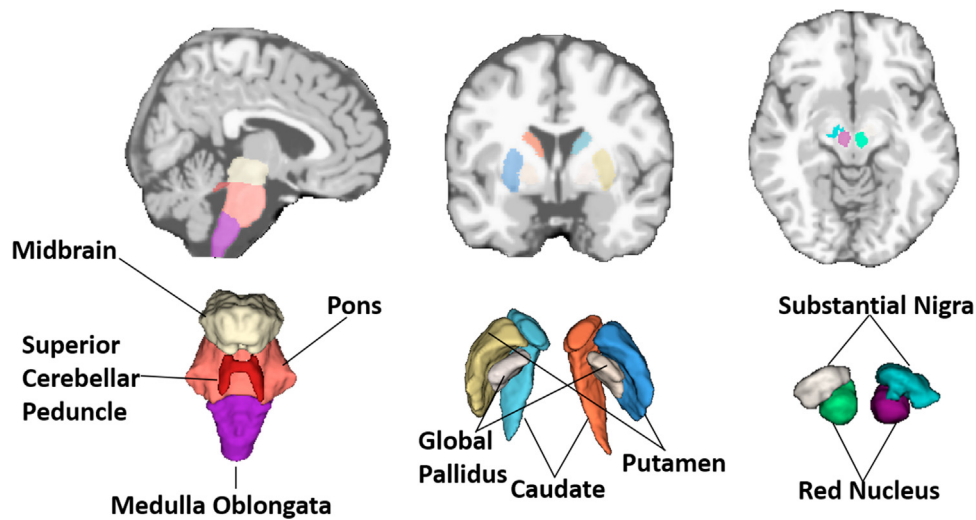 Midbrain
Pons
Superior
Cerebellar
Peduncle
Medulla Oblongata
Global
Pallidus
Caudate
Putamen
Substantial Nigra
Red Nucleus